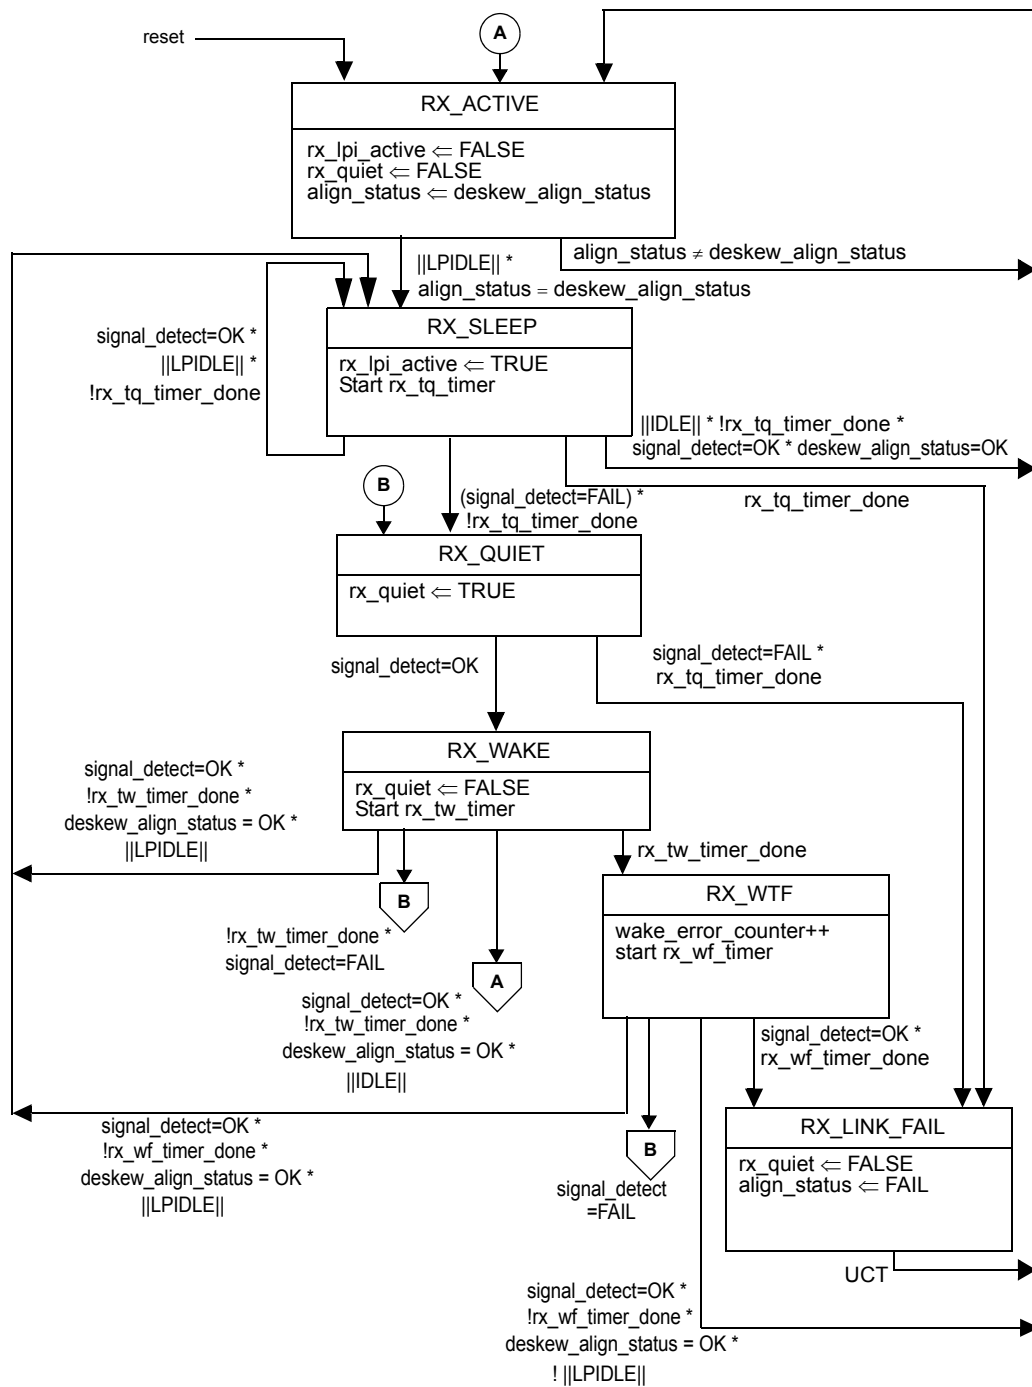 reset
A
RX_ACTIVE
rx_lpi_active ⇐ FALSE
rx_quiet ⇐ FALSE
align_status ⇐ deskew_align_status
||LPIDLE|| *
align_status = deskew_align_status
align_status ≠ deskew_align_status
signal_detect=OK *
||LPIDLE|| *
!rx_tq_timer_done
RX_SLEEP
rx_lpi_active ⇐ TRUE
Start rx_tq_timer
||IDLE|| * !rx_tq_timer_done *
signal_detect=OK * deskew_align_status=OK
rx_tq_timer_done
B
(signal_detect=FAIL) *
!rx_tq_timer_done
RX_QUIET
rx_quiet ⇐ TRUE
signal_detect=OK
signal_detect=FAIL *
rx_tq_timer_done
RX_WAKE
rx_quiet ⇐ FALSE
Start rx_tw_timer
signal_detect=OK *
!rx_tw_timer_done *
deskew_align_status = OK *
||LPIDLE||
B
!rx_tw_timer_done *
signal_detect=FAIL
A
signal_detect=OK *
!rx_tw_timer_done *
deskew_align_status = OK *
||IDLE||
rx_tw_timer_done
RX_WTF
wake_error_counter++
start rx_wf_timer
signal_detect=OK *
rx_wf_timer_done
signal_detect=OK *
!rx_wf_timer_done *
deskew_align_status = OK *
||LPIDLE||
B
signal_detect
=FAIL
RX_LINK_FAIL
rx_quiet ⇐ FALSE
align_status ⇐ FAIL
UCT
signal_detect=OK *
!rx_wf_timer_done *
deskew_align_status = OK *
! ||LPIDLE||